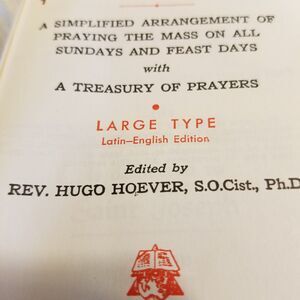 A SIMPLIFIED ARRANGEMENT OF
PRAYING THE MASS ON ALL
SUNDAYS AND FEAST DAYS
with
A TREASURY OF PRAYERS
LARGE TYPE
Latin—English Edition
Edited by
REV. HUGO HOEVER, S.O.Cist., Ph.D